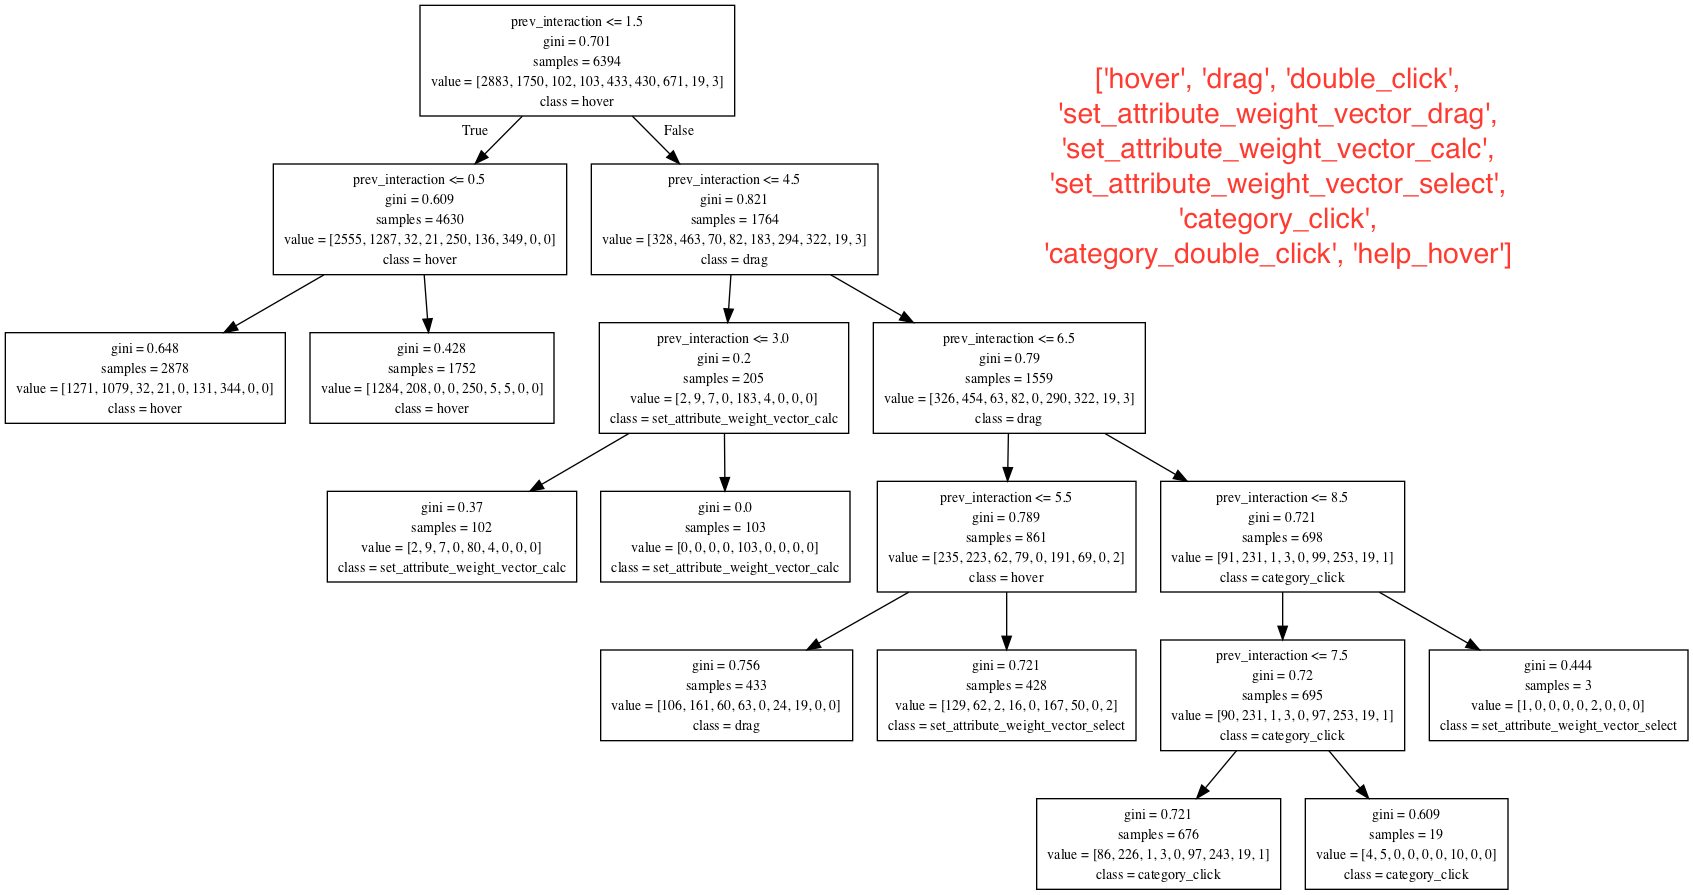 prev_interaction <= 1.5
gini = 0.701
samples = 6394
value = [2883, 1750, 102, 103, 433, 430, 671, 19, 3]
class = hover
['hover', 'drag', 'double_click',
'set_attribute_weight_vector_drag',
'set_attribute_weight_vector_calc',
'set_attribute_weight_vector_select',
'category_click',
'category_double_click', 'help_hover']
True
False
prev_interaction <= 0.5
gini = 0.609
samples = 4630
value = [2555, 1287, 32, 21, 250, 136, 349, 0, 0]
class = hover
prev_interaction <= 4.5
gini = 0.821
samples = 1764
value = [328, 463, 70, 82, 183, 294, 322, 19, 3]
class = drag
gini = 0.648
samples = 2878
value = [1271, 1079, 32, 21, 0, 131, 344, 0, 0]
class = hover
gini = 0.428
samples = 1752
value = [1284, 208, 0, 0, 250, 5, 5, 0, 0]
class = hover
prev_interaction <= 3.0
gini = 0.2
samples = 205
value = [2, 9, 7, 0, 183, 4, 0, 0, 0]
class = set_attribute_weight_vector_calc
prev_interaction <= 6.5
gini = 0.79
samples = 1559
value = [326, 454, 63, 82, 0, 290, 322, 19, 3]
class = drag
gini = 0.37
samples = 102
value = [2, 9, 7, 0, 80, 4, 0, 0, 0]
class = set_attribute_weight_vector_calc
gini = 0.0
samples = 103
value = [0, 0, 0, 0, 103, 0, 0, 0, 0]
class = set_attribute_weight_vector_calc
prev_interaction <= 5.5
gini = 0.789
samples = 861
value = [235, 223, 62, 79, 0, 191, 69, 0, 2]
class = hover
prev_interaction <= 8.5
gini = 0.721
samples = 698
value = [91, 231, 1, 3, 0, 99, 253, 19, 1]
class = category_click
gini = 0.756
samples = 433
value = [106, 161, 60, 63, 0, 24, 19, 0, 0]
class = drag
gini = 0.721
samples = 428
value = [129, 62, 2, 16, 0, 167, 50, 0, 2]
class = set_attribute_weight_vector_select
prev_interaction <= 7.5
gini = 0.72
samples = 695
value = [90, 231, 1, 3, 0, 97, 253, 19, 1]
class = category_click
gini = 0.444
samples = 3
value = [1, 0, 0, 0, 0, 2, 0, 0, 0]
class = set_attribute_weight_vector_select
gini = 0.721
samples = 676
value = [86, 226, 1, 3, 0, 97, 243, 19, 1]
class = category_click
gini = 0.609
samples = 19
value = [4, 5, 0, 0, 0, 0, 10, 0, 0]
class = category_click